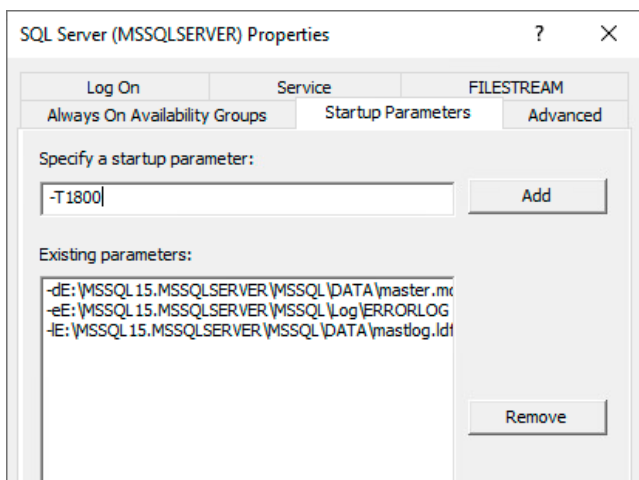 SQL Server (MSSQLSERVER) Properties ? ×
Log On Service FILESTREAM
Always On Availability Groups Startup Parameters Advanced
Specify a startup parameter:
-T1800 Add
Existing parameters:
-dE:\MSSQL15.MSSQLSERVER\MSSQL\DATA\master.mc
-eE:\MSSQL15.MSSQLSERVER\MSSQL\Log\ERRORLOG
-lE:\MSSQL15.MSSQLSERVER\MSSQL\DATA\mastlog.ldf
Remove